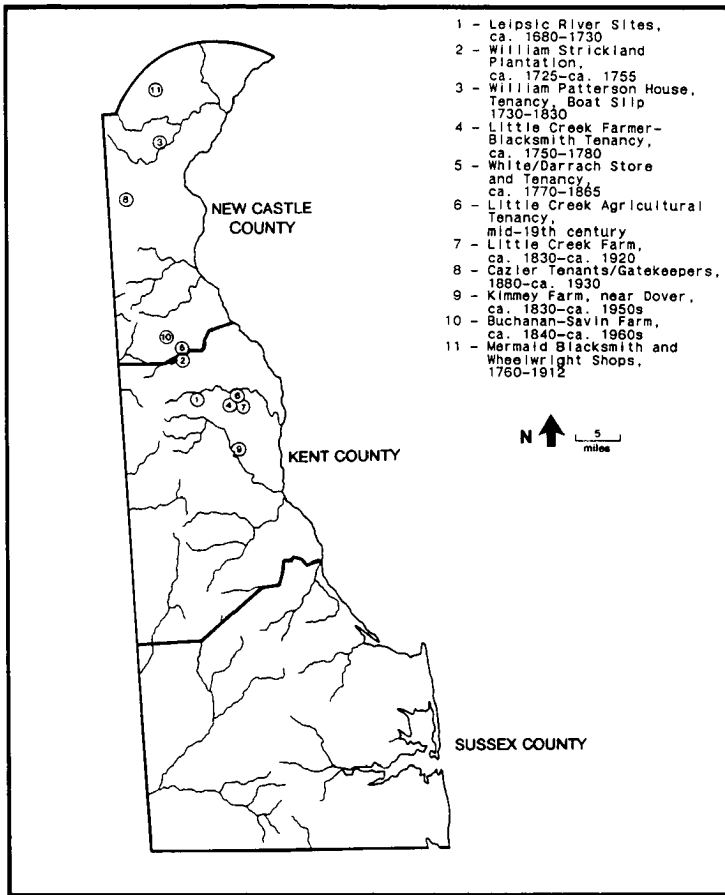 1 - Leipsic River Sites,
ca. 1680-1730
2 - William Strickland
Plantation,
ca. 1725-ca. 1755
3 - William Patterson House,
Tenancy, Boat Slip
1730-1830
4 - Little Creek Farmer-
Blacksmith Tenancy,
ca. 1750-1780
5 - White/Darrach Store
and Tenancy,
ca. 1770-1865
6 - Little Creek Agricultural
Tenancy,
mid-19th century
7 - Little Creek Farm,
ca. 1830-ca. 1920
8 - Cazier Tenants/Gatekeepers,
1880-ca. 1930
9 - Kimmey Farm, near Dover,
ca. 1830-ca. 1950s
10 - Buchanan-Savin Farm,
ca. 1840-ca. 1960s
11 - Mermaid Blacksmith and
Wheelwright Shops,
1760-1912
11
3
8
NEW CASTLE
COUNTY
10
2
1
4
7
9
KENT COUNTY
N
5
miles
SUSSEX COUNTY